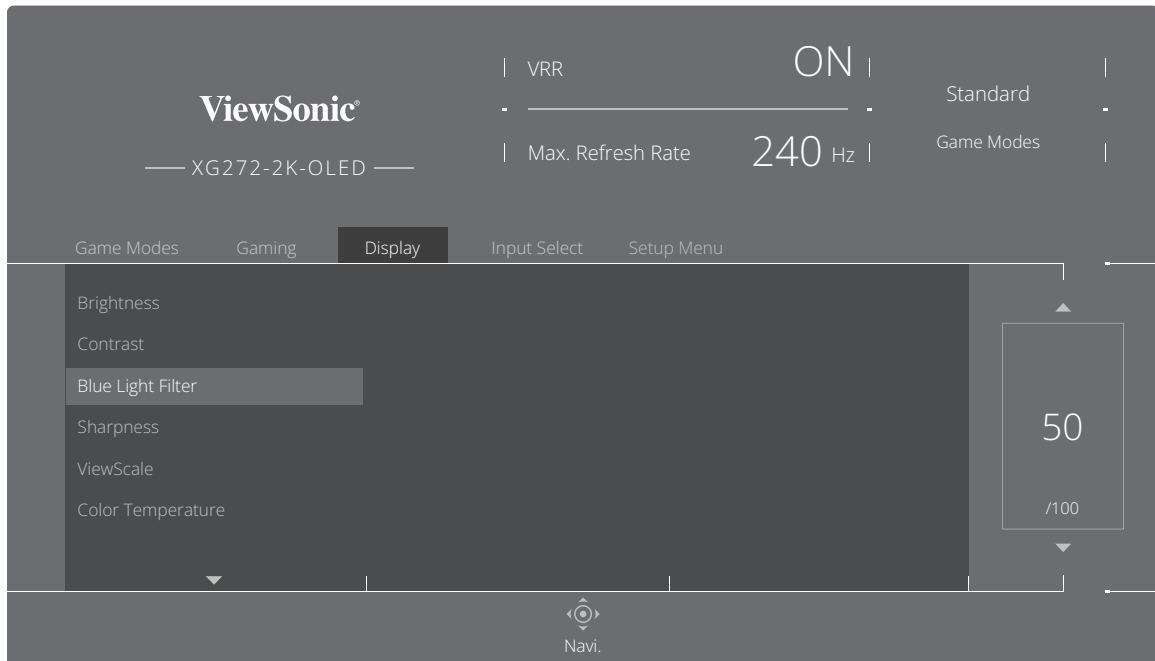 ViewSonic®
XG272-2K-OLED
VRR ON
Max. Refresh Rate 240 Hz
Standard
Game Modes
Game Modes Gaming Display Input Select Setup Menu
Brightness
Contrast
Blue Light Filter
Sharpness
ViewScale
Color Temperature
50
/100
Navi.